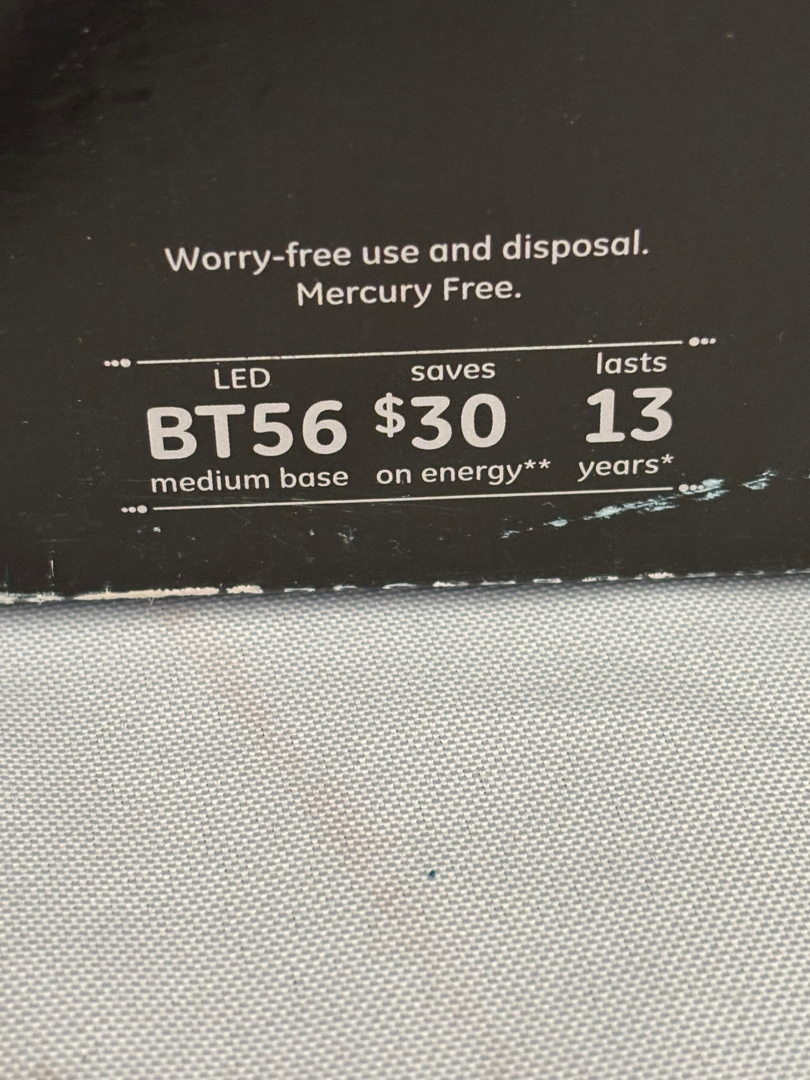 Worry-free use and disposal.
Mercury Free.
LED saves lasts
BT56 $30 13
medium base on energy** years*